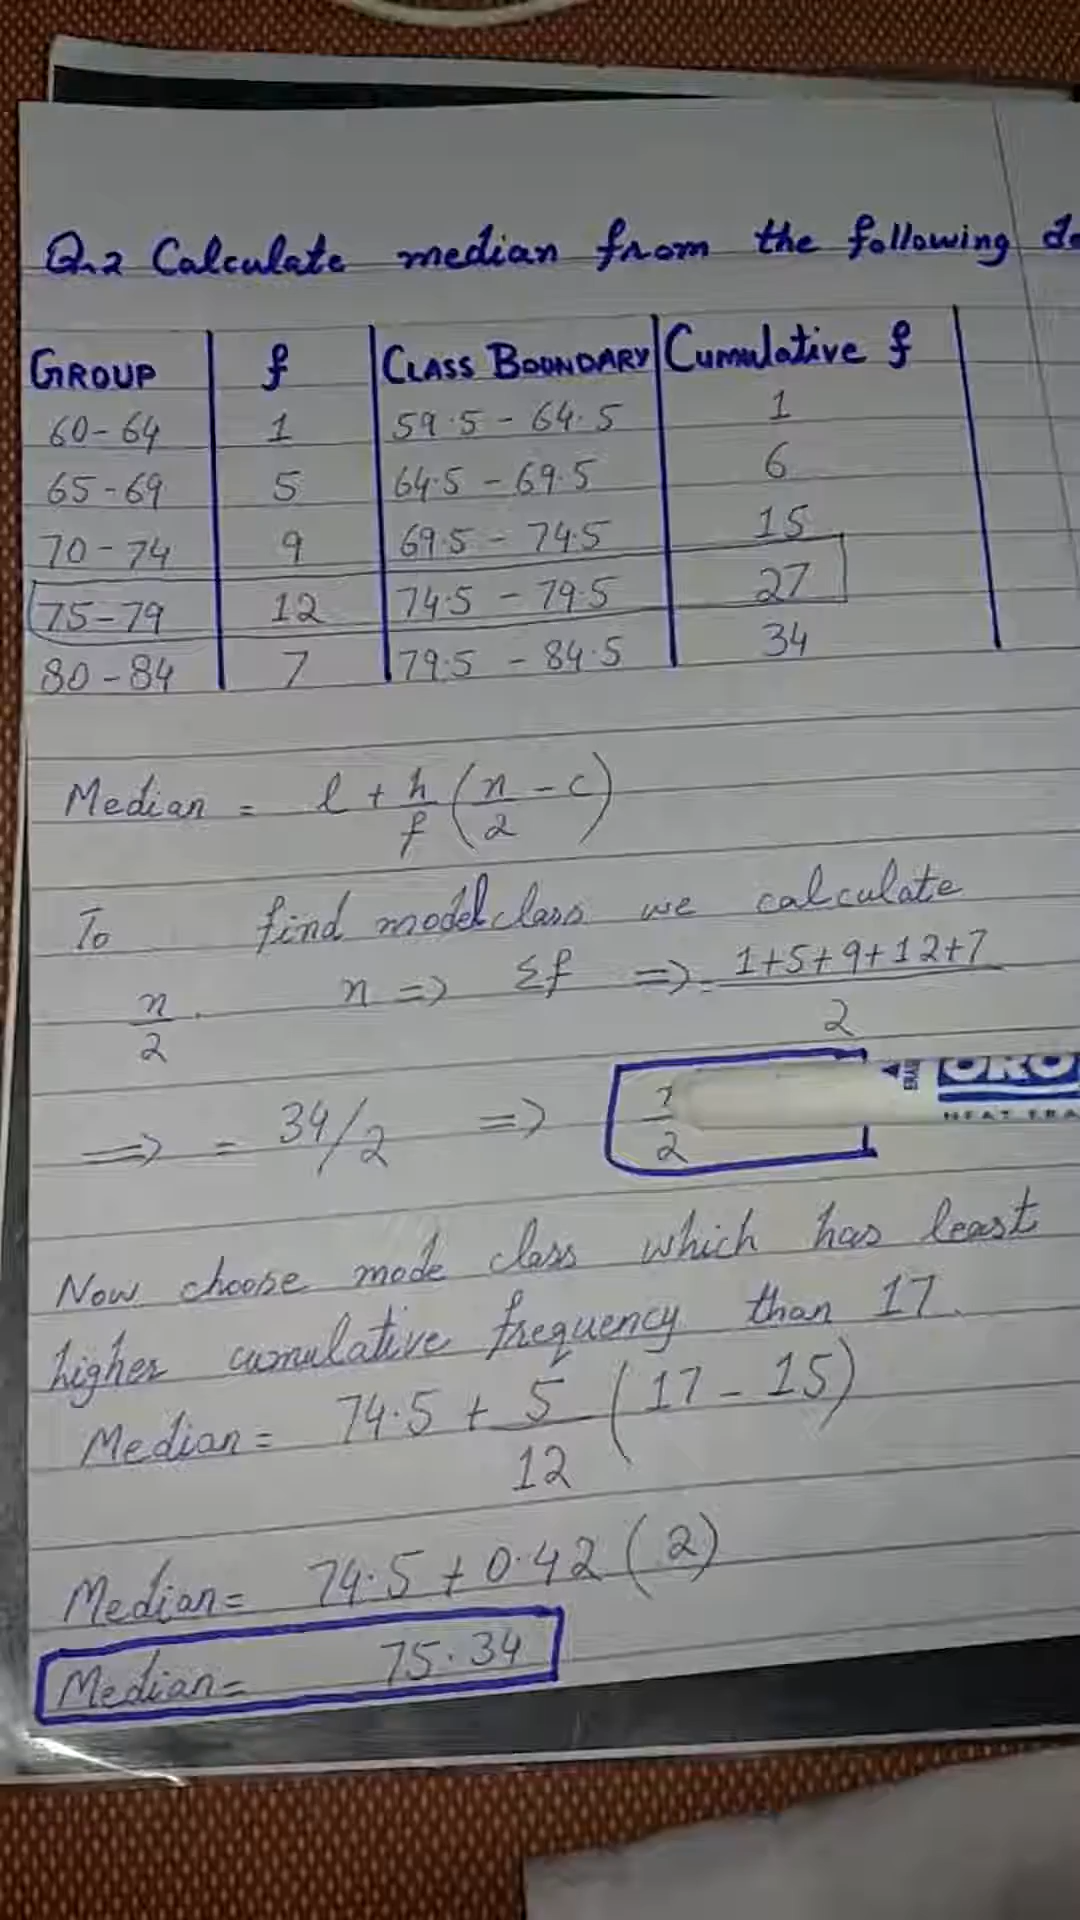 Q.2 Calculate median from the following
GROUP f CLASS BOUNDARY Cumulative f
60-64 1 59.5 - 64.5 1
65-69 5 64.5 - 69.5 6
70-74 9 69.5 - 74.5 15
75-79 12 74.5 - 79.5 27
80-84 7 79.5 - 84.5 34
Median = l + h/f (n/2 - c)
To find model class we calculate
n/2 n => Σf => 1+5+9+12+7 / 2
=> = 34/2 => 2
Now choose mode class which has least
higher cumulative frequency than 17.
Median = 74.5 + 5/12 (17 - 15)
Median = 74.5 + 0.42 (2)
Median = 75.34